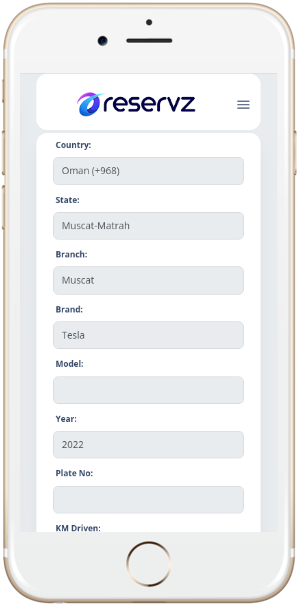 reservz
Country:
Oman (+968)
State:
Muscat-Matrah
Branch:
Muscat
Brand:
Tesla
Model:
Year:
2022
Plate No:
KM Driven: